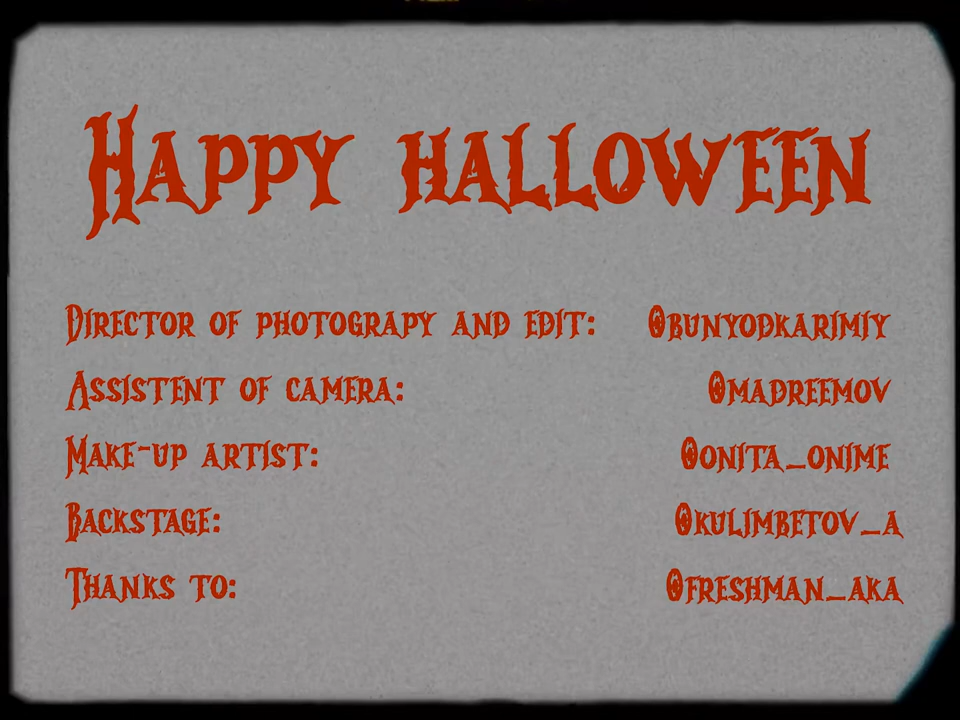 Happy halloween
Director of photograpy and edit: @bunyodkarimiy
Assistent of camera: @madreemov
Make-up artist: @onita_onime
Backstage: @kulimbetov_a
Thanks to: @freshman_aka